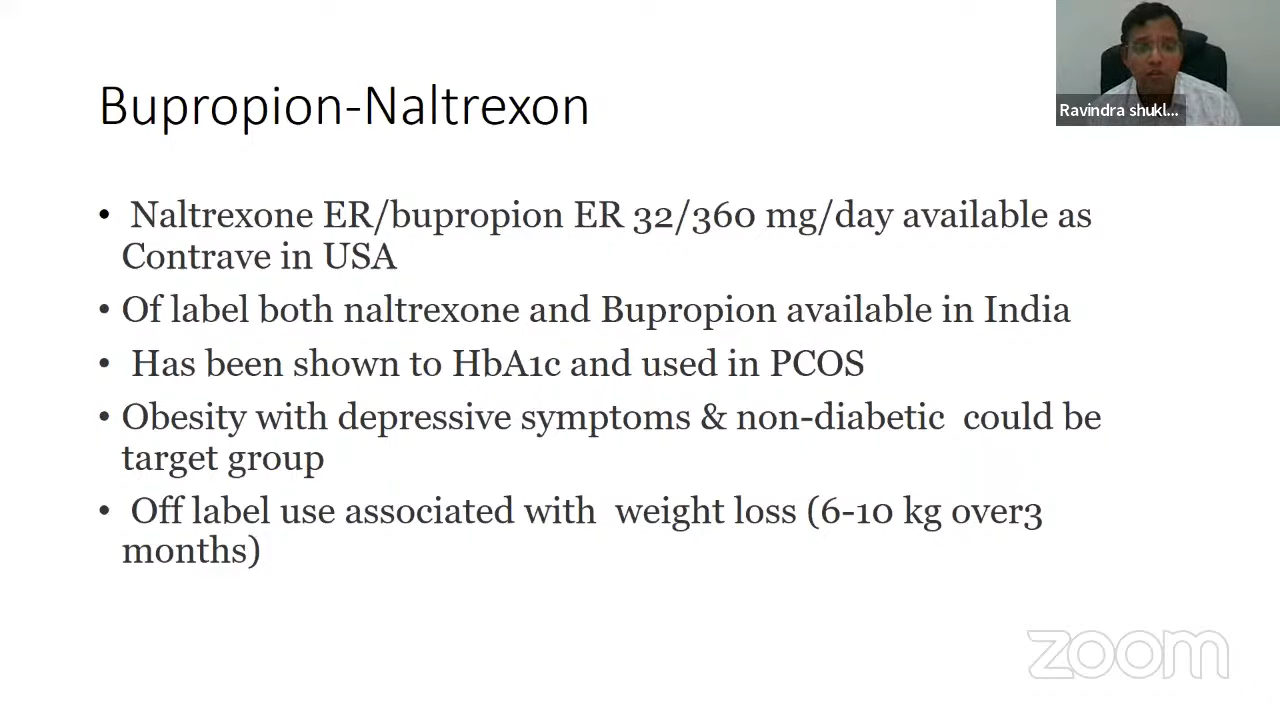 Bupropion-Naltrexon
Ravindra shukl...
• Naltrexone ER/bupropion ER 32/360 mg/day available as
Contrave in USA
• Of label both naltrexone and Bupropion available in India
• Has been shown to HbA1c and used in PCOS
• Obesity with depressive symptoms & non-diabetic could be
target group
• Off label use associated with weight loss (6-10 kg over3
months)
zoom